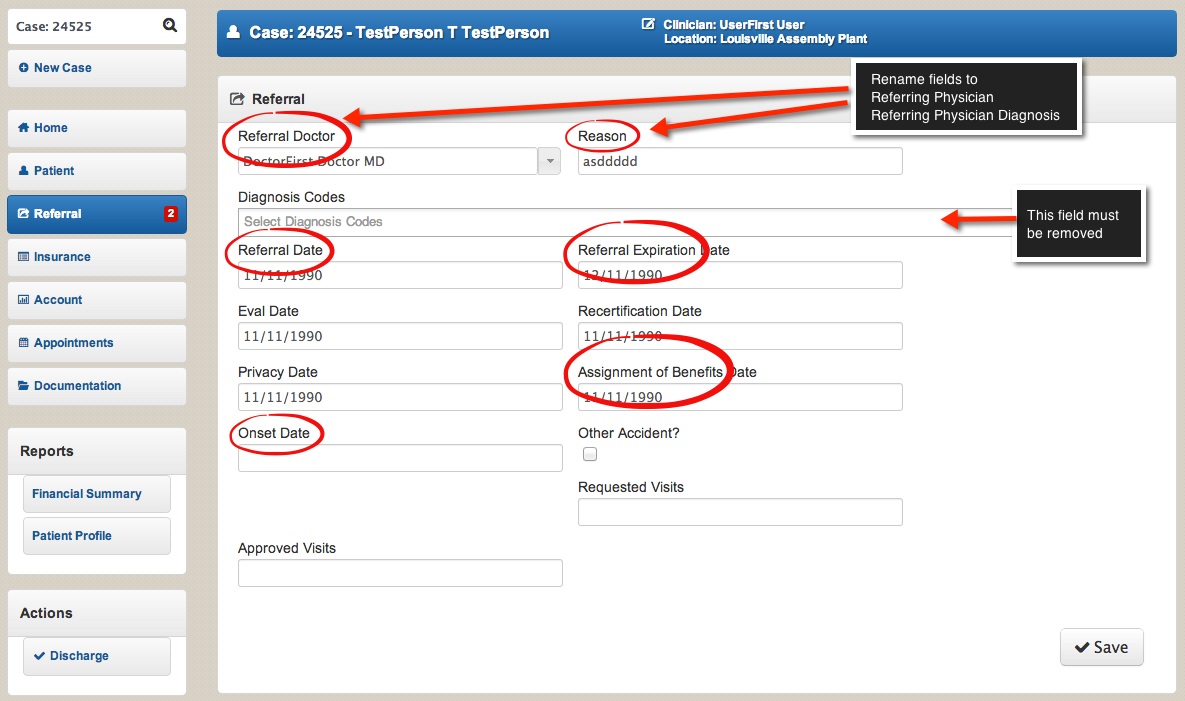 Case: 24525
New Case
Home
Patient
Referral 2
Insurance
Account
Appointments
Documentation
Reports
Financial Summary
Patient Profile
Actions
Discharge
Case: 24525 - TestPerson T TestPerson
Clinician: UserFirst User
Location: Louisville Assembly Plant
Referral
Rename fields to
Referring Physician
Referring Physician Diagnosis
Referral Doctor
DoctorFirst Doctor MD
Reason
asddddd
Diagnosis Codes
Select Diagnosis Codes
This field must
be removed
Referral Date
11/11/1990
Referral Expiration Date
12/11/1990
Eval Date
11/11/1990
Recertification Date
11/11/1990
Privacy Date
11/11/1990
Assignment of Benefits Date
11/11/1990
Onset Date
Other Accident?
Requested Visits
Approved Visits
Save